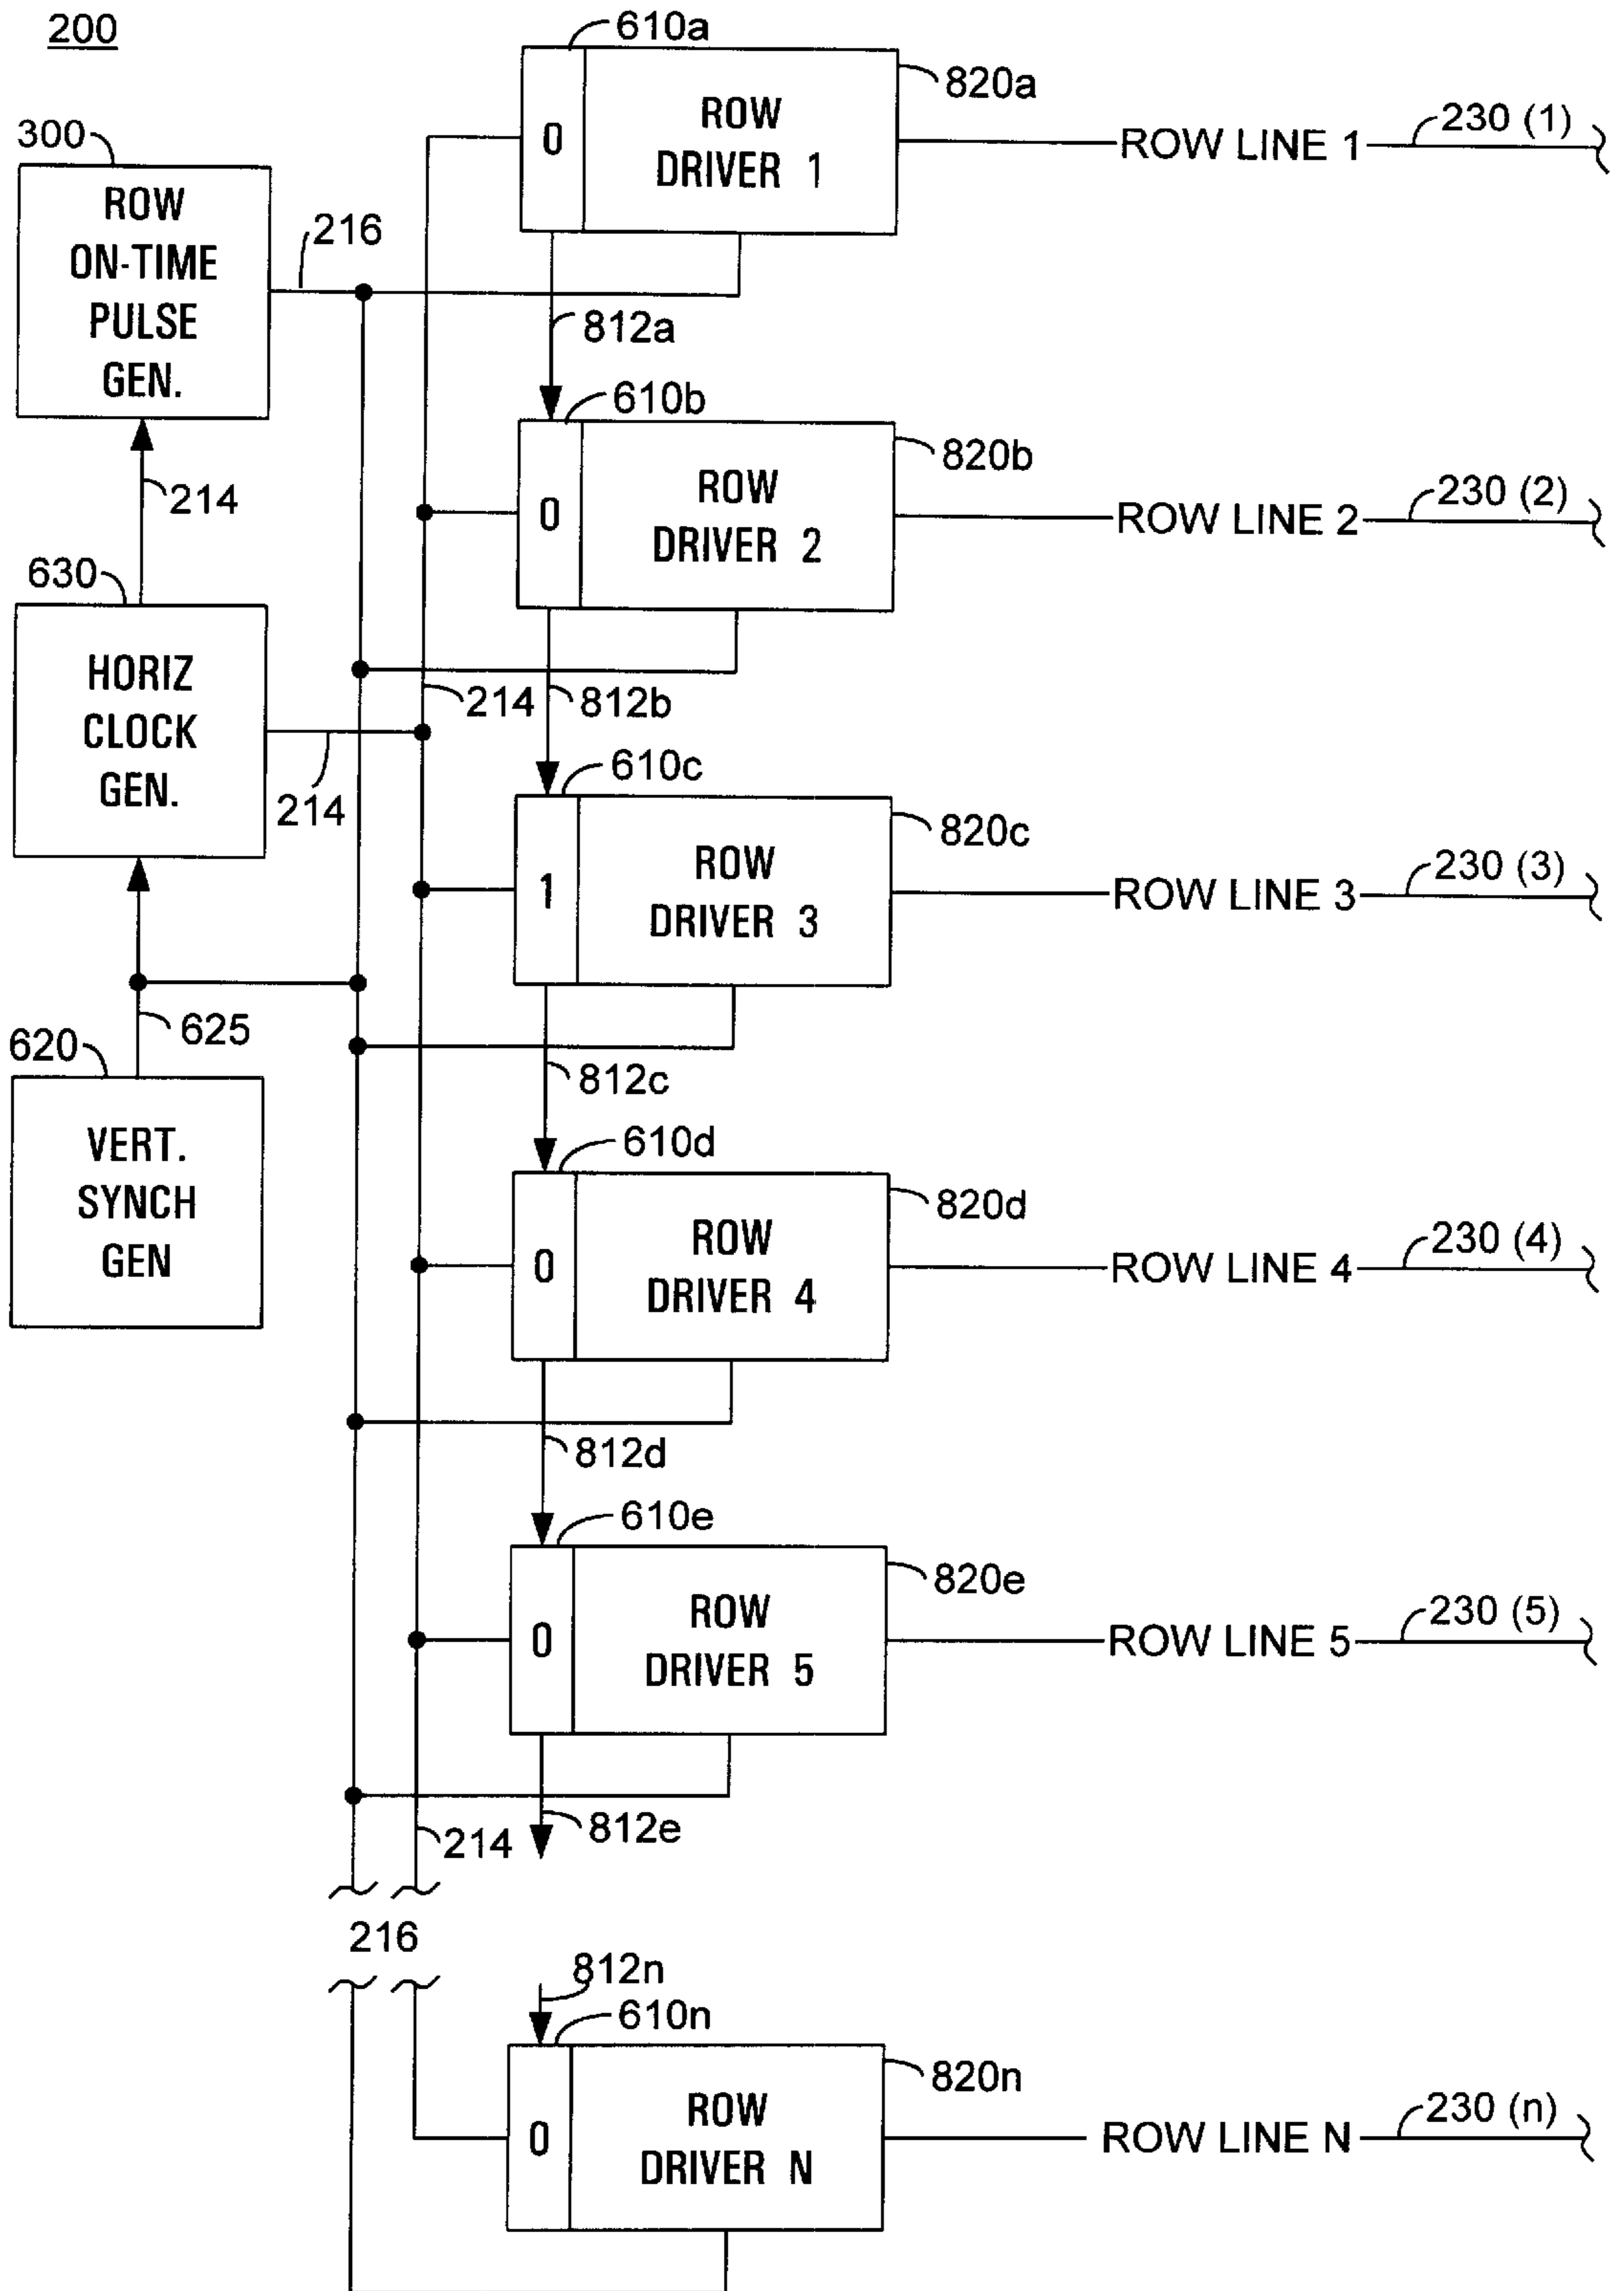 200
610a
820a
ROW
DRIVER 1
0
ROW LINE 1
230 (1)
300
ROW
ON-TIME
PULSE
GEN.
216
812a
610b
820b
ROW
DRIVER 2
0
ROW LINE 2
230 (2)
214
630
HORIZ
CLOCK
GEN.
214
214
812b
610c
820c
ROW
DRIVER 3
1
ROW LINE 3
230 (3)
625
620
VERT.
SYNCH
GEN
812c
610d
820d
ROW
DRIVER 4
0
ROW LINE 4
230 (4)
812d
610e
820e
ROW
DRIVER 5
0
ROW LINE 5
230 (5)
214
812e
216
812n
610n
820n
ROW
DRIVER N
0
ROW LINE N
230 (n)